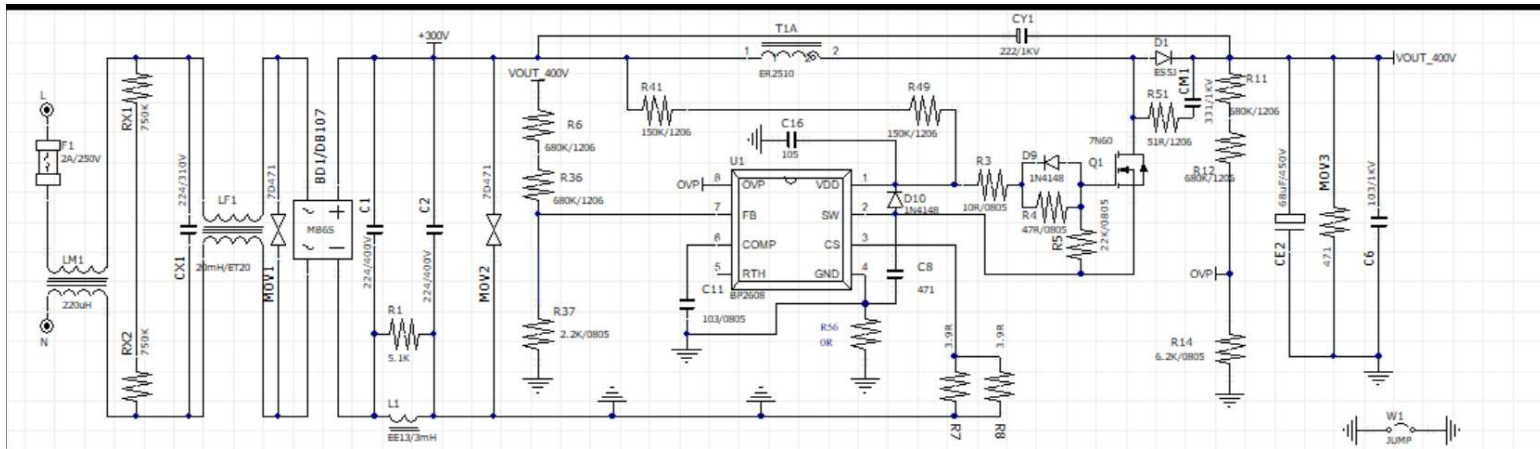 CY1
222/1KV
T1A
1
2
ER2510
+300V
VOUT_400V
D1
ES5J
VOUT_400V
L
F1
2A/250V
RX1
750K
224/310V
LF1
7D471
BD1/DB107
C1
C2
R41
150K/1206
R49
150K/1206
R51
51R/1206
CM1
331/1KV
R11
680K/1206
R6
680K/1206
C16
105
7N60
Q1
R12
680K/1206
R36
680K/1206
7D471
U1
OVP
8
OVP
VDD
1
R3
10R/0805
D9
1N4148
D10
1N4148
7
FB
SW
2
R4
47R/0805
R5
22K/0805
6
COMP
CS
3
5
RTH
GND
4
BP2608
C8
471
C11
103/0805
R56
0R
MB6S
LM1
220uH
N
CX1
20mH/ET20
MOV1
224/400V
224/400V
MOV2
R37
2.2K/0805
R1
5.1K
RX2
750K
L1
EE13/3mH
3.9R
3.9R
R7
R8
OVP
R14
6.2K/0805
CE2
68uF/450V
MOV3
471
103/1KV
C6
W1
JUMP